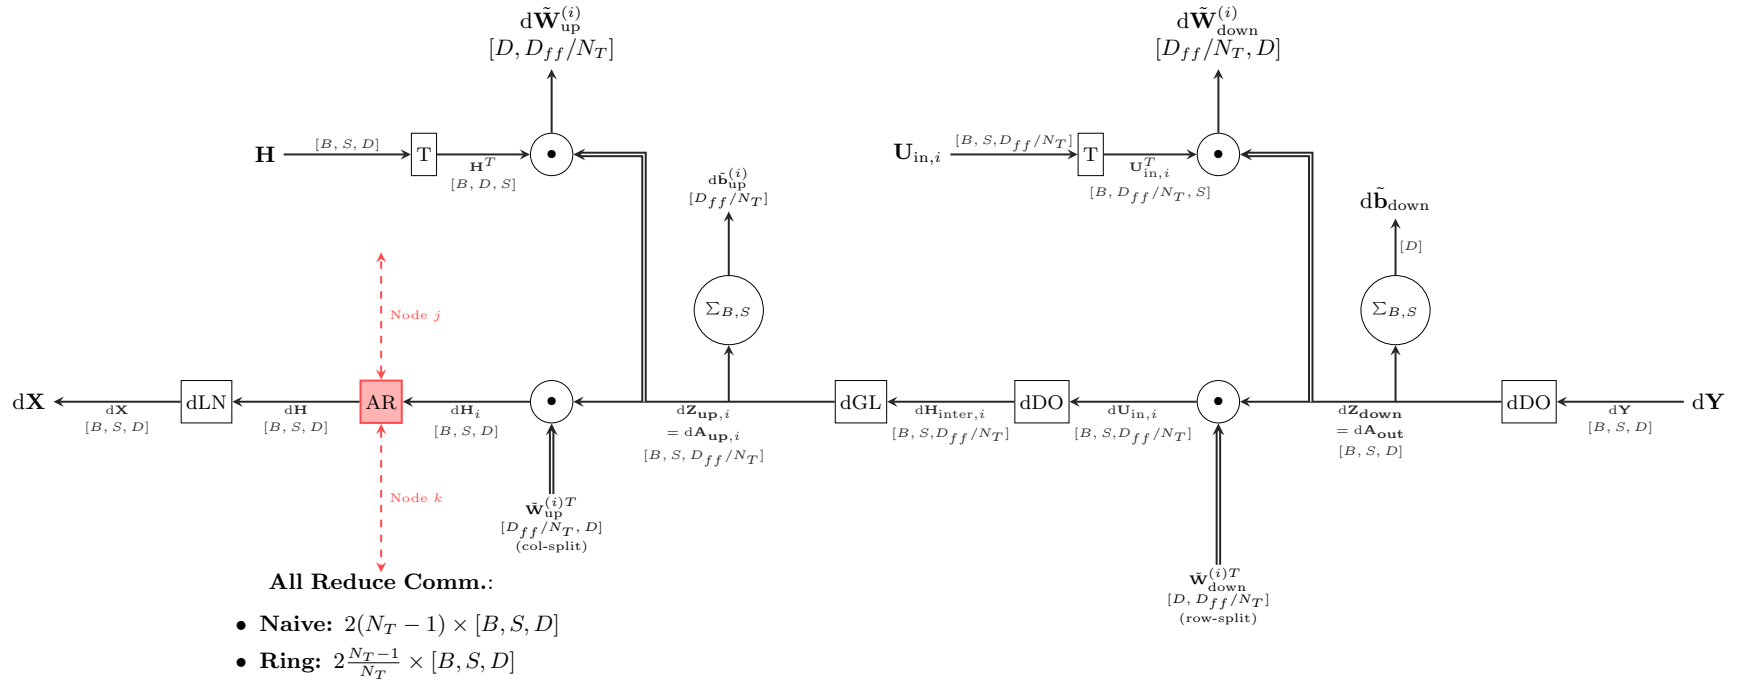 d𝐖̃_up^(i)
[D, D_ff/N_T]
d𝐖̃_down^(i)
[D_ff/N_T, D]
𝐇
[B, S, D]
T
𝐇^T
[B, D, S]
•
𝐔_in,i
[B, S, D_ff/N_T]
T
𝐔_in,i^T
[B, D_ff/N_T, S]
•
d𝐛̃_up^(i)
[D_ff/N_T]
d𝐛̃_down
[D]
Σ_B,S
Σ_B,S
Node j
d𝐗
d𝐗
[B, S, D]
dLN
d𝐇
[B, S, D]
AR
d𝐇_i
[B, S, D]
•
d𝐙_up,i
= d𝐀_up,i
[B, S, D_ff/N_T]
dGL
d𝐇_inter,i
[B, S, D_ff/N_T]
dDO
d𝐔_in,i
[B, S, D_ff/N_T]
•
d𝐙_down
= d𝐀_out
[B, S, D]
dDO
d𝐘
[B, S, D]
d𝐘
Node k
𝐖̃_up^(i)T
[D_ff/N_T, D]
(col-split)
𝐖̃_down^(i)T
[D, D_ff/N_T]
(row-split)
All Reduce Comm.:
• Naive: 2(N_T − 1) × [B, S, D]
• Ring: 2 (N_T−1)/N_T × [B, S, D]